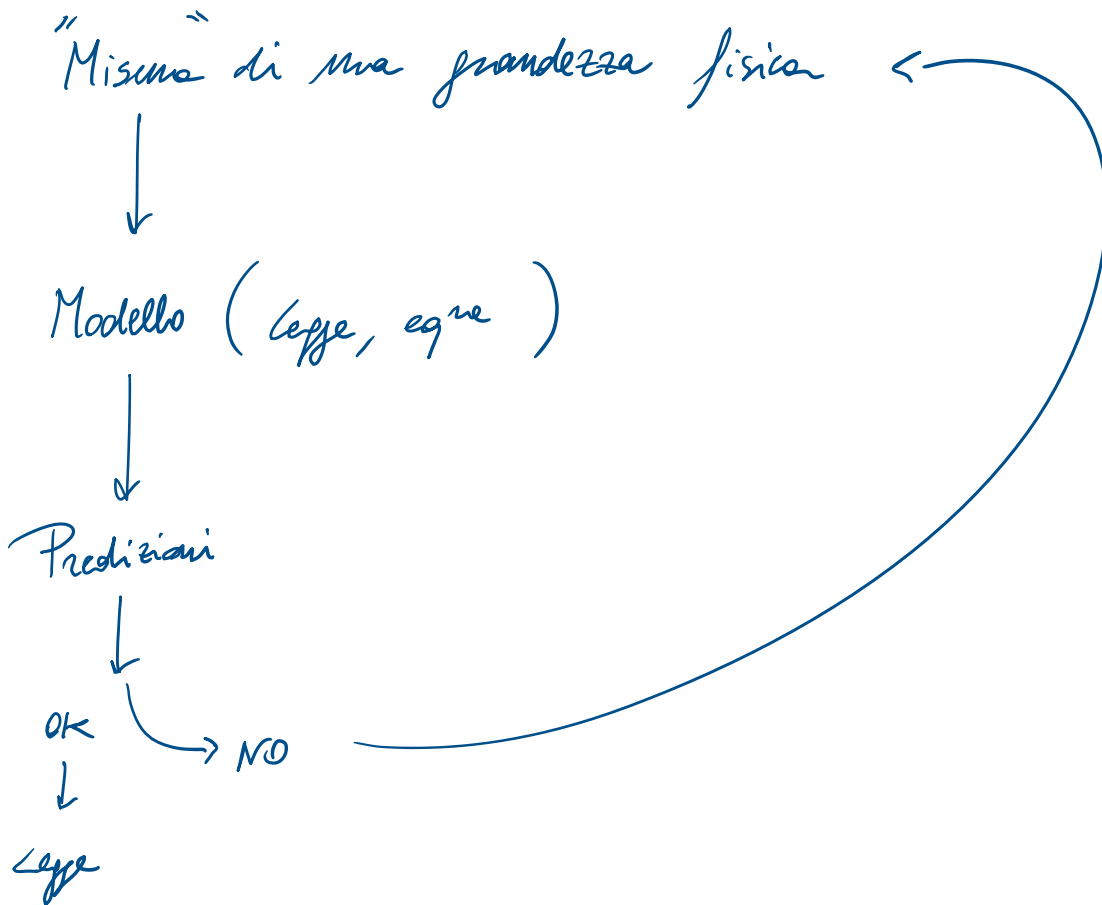 "Misura" di una grandezza fisica
Modello (legge, eq.ne)
Predizioni
OK
NO
Legge